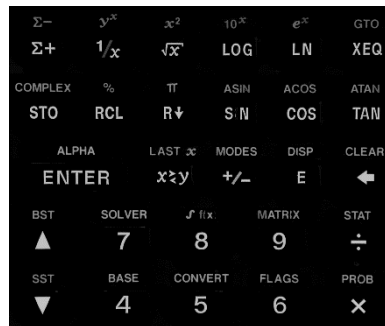 Σ− yˣ x² 10ˣ eˣ GTO
Σ+ 1/x √x LOG LN XEQ
COMPLEX % π ASIN ACOS ATAN
STO RCL R↓ SIN COS TAN
ALPHA LAST x MODES DISP CLEAR
ENTER x≷y +/− E ←
BST SOLVER ∫f(x) MATRIX STAT
▲ 7 8 9 ÷
SST BASE CONVERT FLAGS PROB
▼ 4 5 6 ×